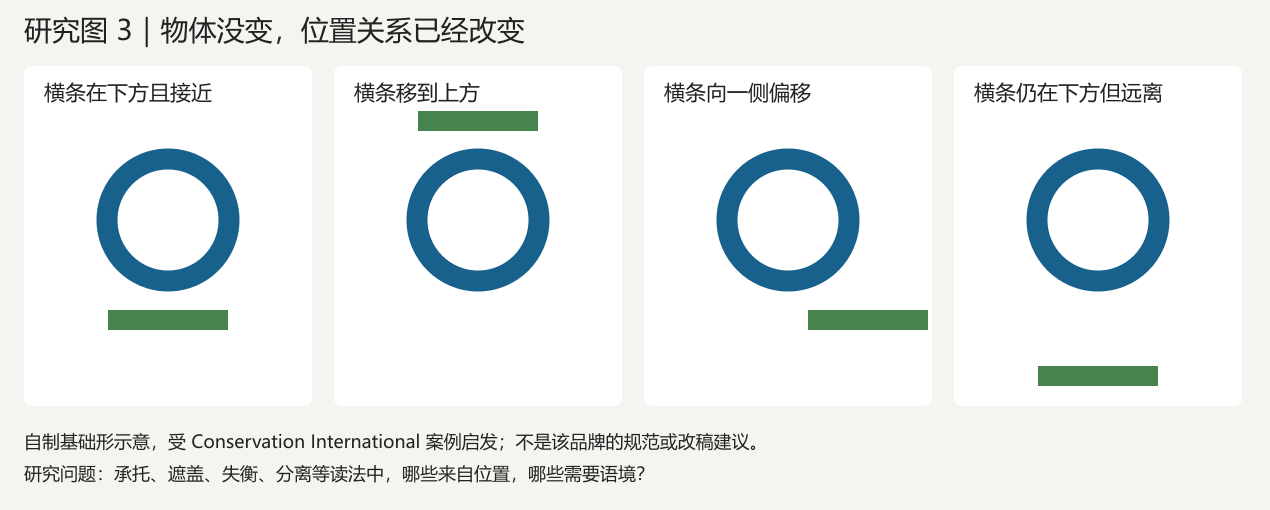 研究图 3｜物体没变，位置关系已经改变
横条在下方且接近
横条移到上方
横条向一侧偏移
横条仍在下方但远离
自制基础形示意，受 Conservation International 案例启发；不是该品牌的规范或改稿建议。
研究问题：承托、遮盖、失衡、分离等读法中，哪些来自位置，哪些需要语境？